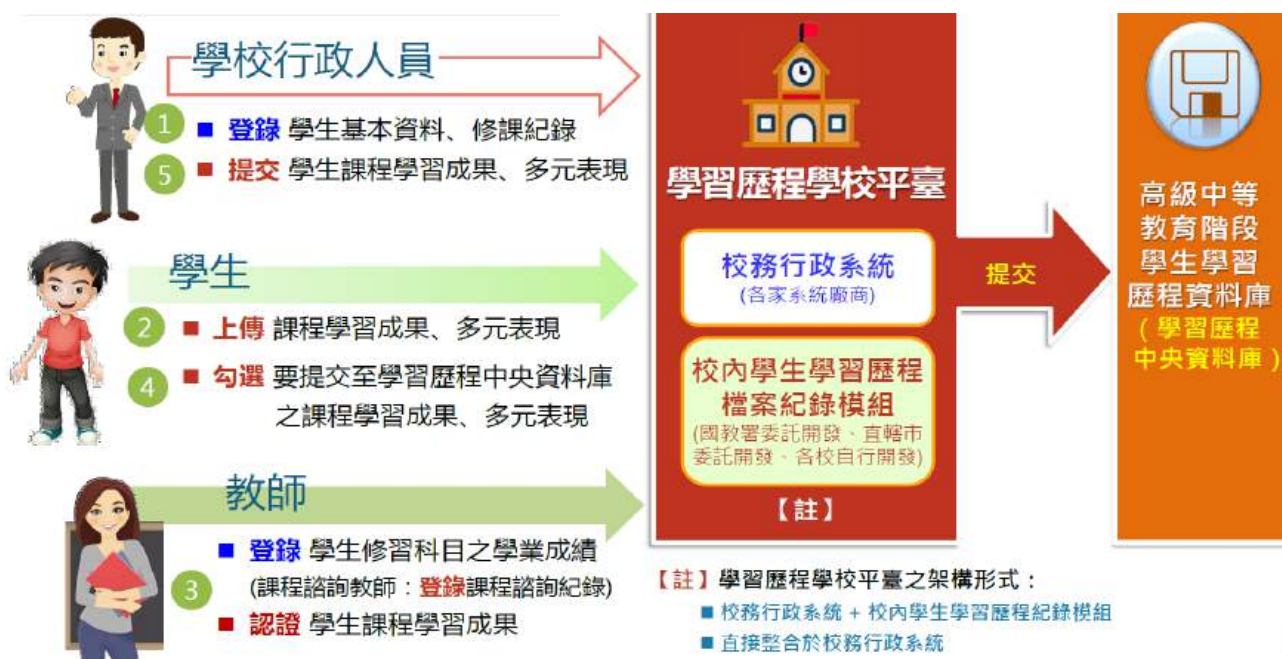 學校行政人員
1 ■ 登錄 學生基本資料、修課紀錄
5 ■ 提交 學生課程學習成果、多元表現
學生
2 ■ 上傳 課程學習成果、多元表現
4 ■ 勾選 要提交至學習歷程中央資料庫
之課程學習成果、多元表現
教師
■ 登錄 學生修習科目之學業成績
3 (課程諮詢教師：登錄課程諮詢紀錄)
■ 認證 學生課程學習成果
學習歷程學校平臺
校務行政系統
(各家系統廠商)
校內學生學習歷程
檔案紀錄模組
(國教署委託開發、直轄市
委託開發、各校自行開發)
【註】
提交
高級中等
教育階段
學生學習
歷程資料庫
(學習歷程
中央資料庫)
【註】學習歷程學校平臺之架構形式：
■ 校務行政系統 + 校內學生學習歷程紀錄模組
■ 直接整合於校務行政系統